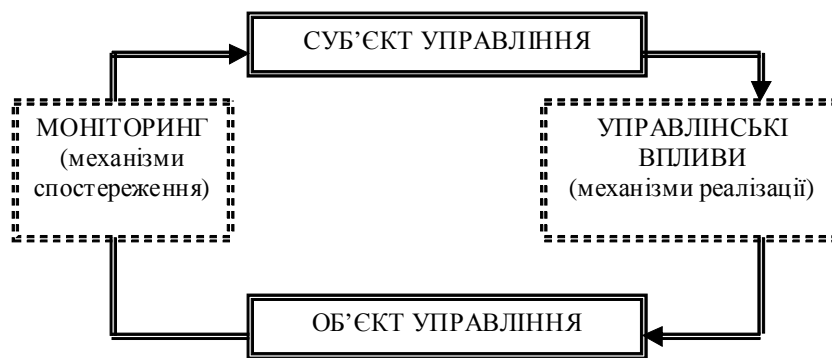 СУБ’ЄКТ УПРАВЛІННЯ
МОНІТОРИНГ
(механізми
спостереження)
УПРАВЛІНСЬКІ
ВПЛИВИ
(механізми реалізації)
ОБ’ЄКТ УПРАВЛІННЯ